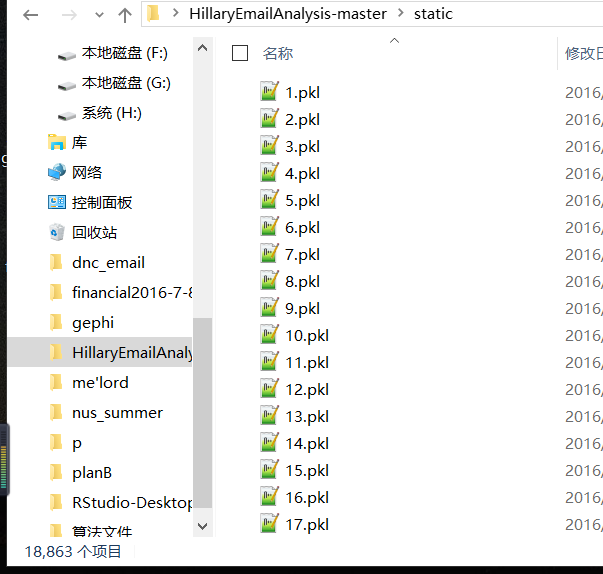 HillaryEmailAnalysis-master
static
本地磁盘 (F:)
本地磁盘 (G:)
系统 (H:)
库
网络
控制面板
回收站
dnc_email
financial2016-7-8
gephi
HillaryEmailAnaly
me'lord
nus_summer
p
planB
RStudio-Desktop
算法文件
18,863 个项目
名称
修改日
1.pkl 2016/
2.pkl 2016/
3.pkl 2016/
4.pkl 2016/
5.pkl 2016/
6.pkl 2016/
7.pkl 2016/
8.pkl 2016/
9.pkl 2016/
10.pkl 2016/
11.pkl 2016/
12.pkl 2016/
13.pkl 2016/
14.pkl 2016/
15.pkl 2016/
16.pkl 2016/
17.pkl 2016/